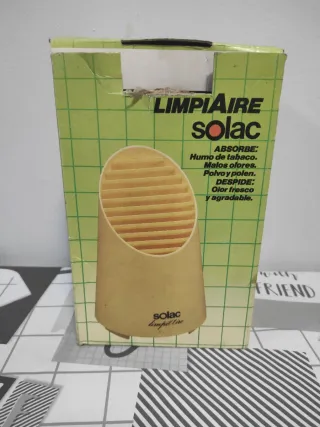 LIMPIAIRE
solac
ABSORBE:
Humo de tabaco.
Malos olores.
Polvo y polen.
DESPIDE:
Olor fresco
y agradable.
solac
FRIEND